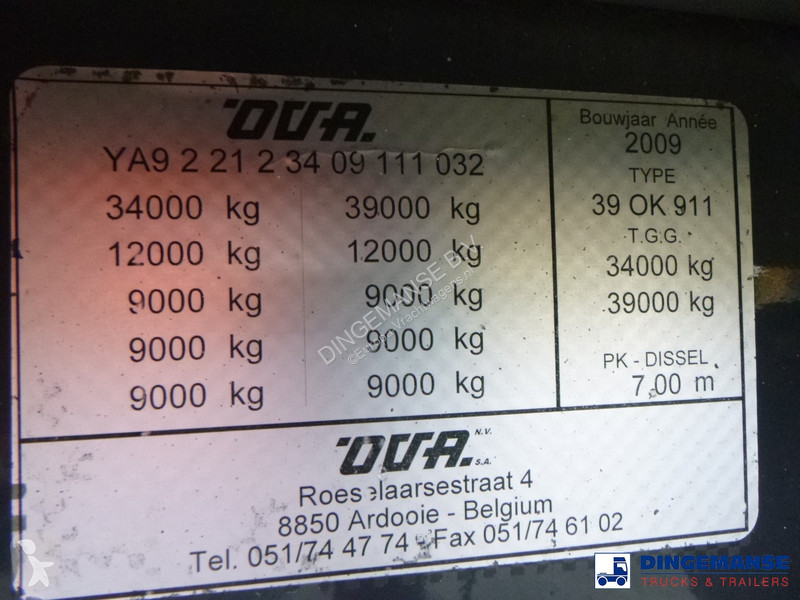 OVA.
YA9 2 21 2 34 09 111 032
34000 kg 39000 kg
12000 kg 12000 kg
9000 kg 9000 kg
9000 kg 9000 kg
9000 kg 9000 kg
Bouwjaar Année
2009
TYPE
39 OK 911
T.G.G.
34000 kg
39000 kg
PK - DISSEL
7.00 m
OVA. N.V. S.A.
Roeselaarsestraat 4
8850 Ardooie - Belgium
Tel. 051/74 47 74 - Fax 051/74 61 02
DINGEMANSE BV
DINGEMANSE
TRUCKS & TRAILERS